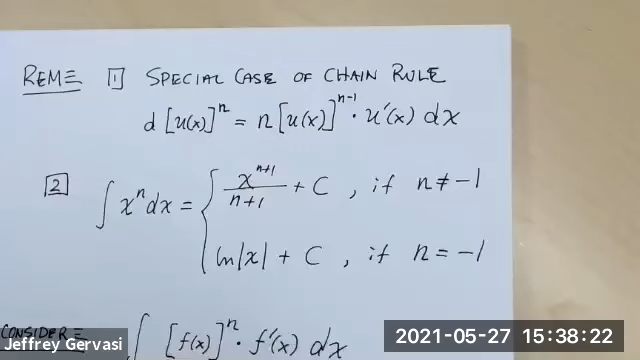 REME 1 SPECIAL CASE OF CHAIN RULE
d [u(x)]^n = n [u(x)]^{n-1} · u'(x) dx
2 ∫ x^n dx = { x^{n+1}/(n+1) + C , if n ≠ -1
ln|x| + C , if n = -1
CONSIDER ∫ [f(x)]^n · f'(x) dx
Jeffrey Gervasi
2021-05-27 15:38:22